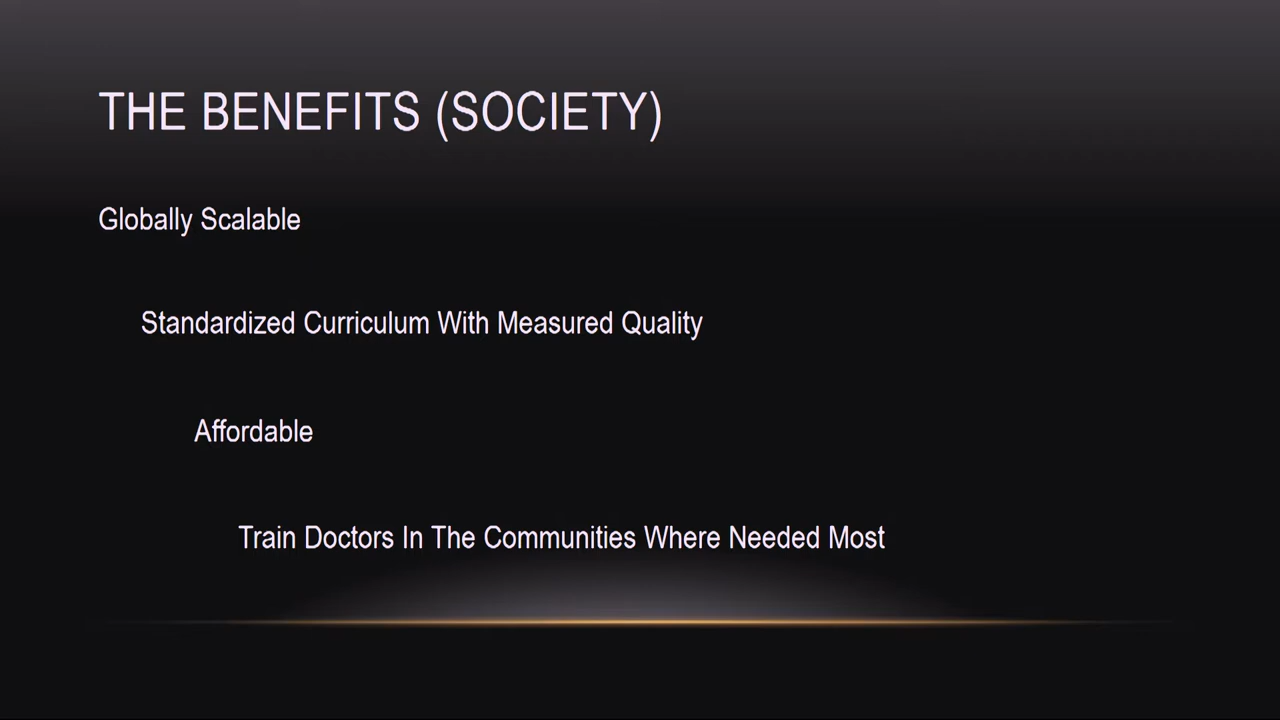 THE BENEFITS (SOCIETY)
Globally Scalable
Standardized Curriculum With Measured Quality
Affordable
Train Doctors In The Communities Where Needed Most